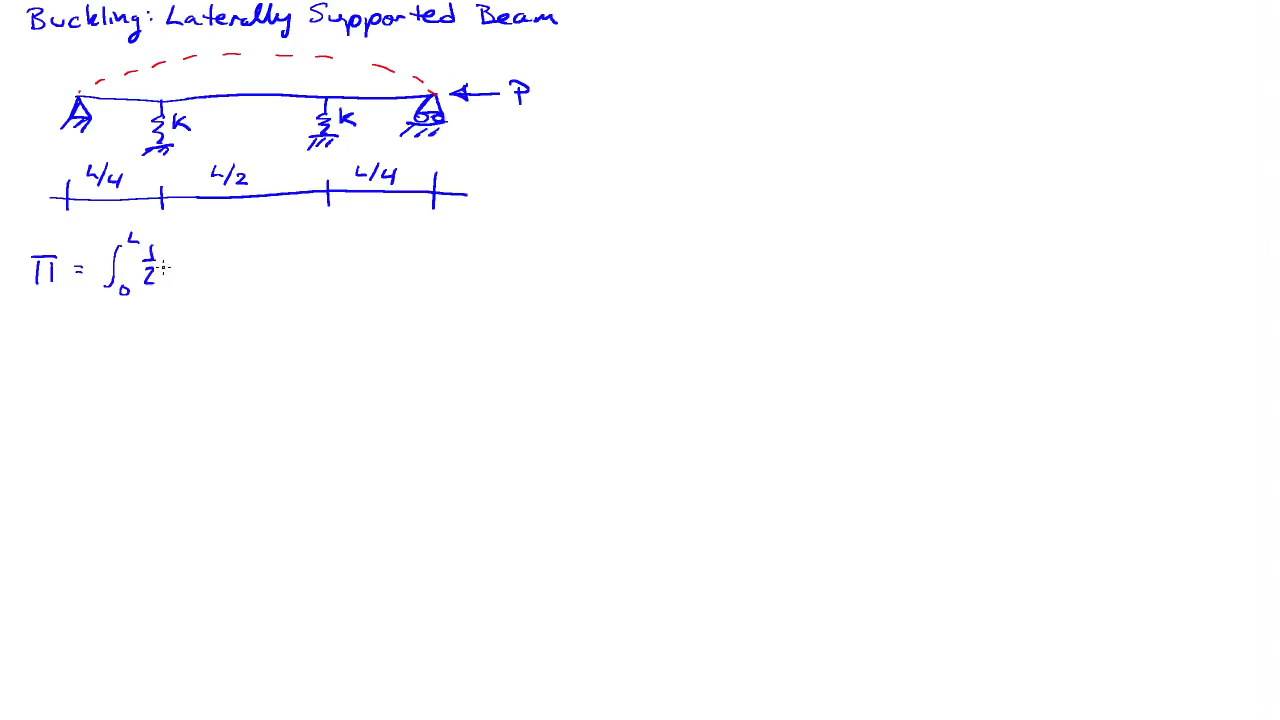 Buckling: Laterally Supported Beam
P
K K
L/4 L/2 L/4
Π = ∫₀ᴸ 1/2